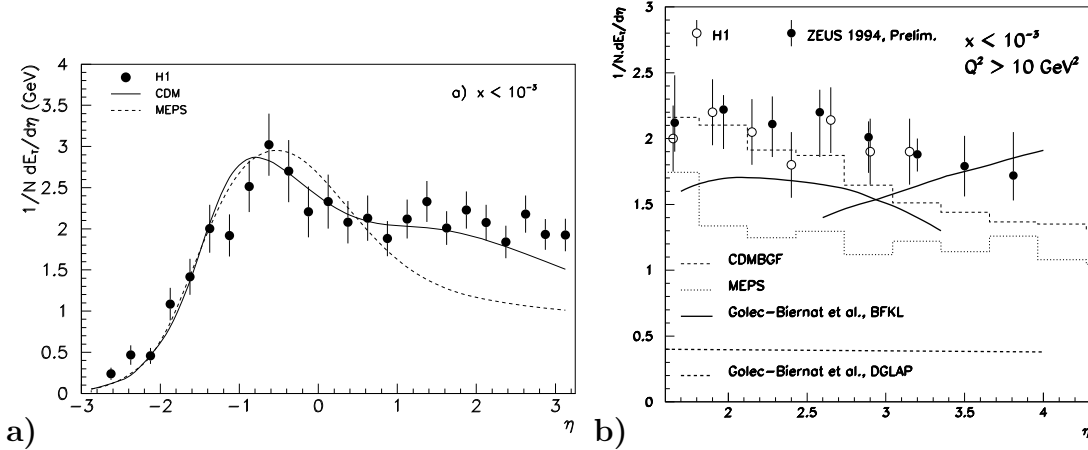 1/N dE_T/dη (GeV)
4
3.5
3
2.5
2
1.5
1
0.5
0
H1
CDM
MEPS
a) x < 10⁻³
−3 −2 −1 0 1 2 3
η
a)
1/N.dE_T/dη
3
2.5
2
1.5
1
0.5
0
H1
ZEUS 1994, Prelim.
x < 10⁻³
Q² > 10 GeV²
CDMBGF
MEPS
Golec−Biernat et al., BFKL
Golec−Biernat et al., DGLAP
2 2.5 3 3.5 4
η
b)